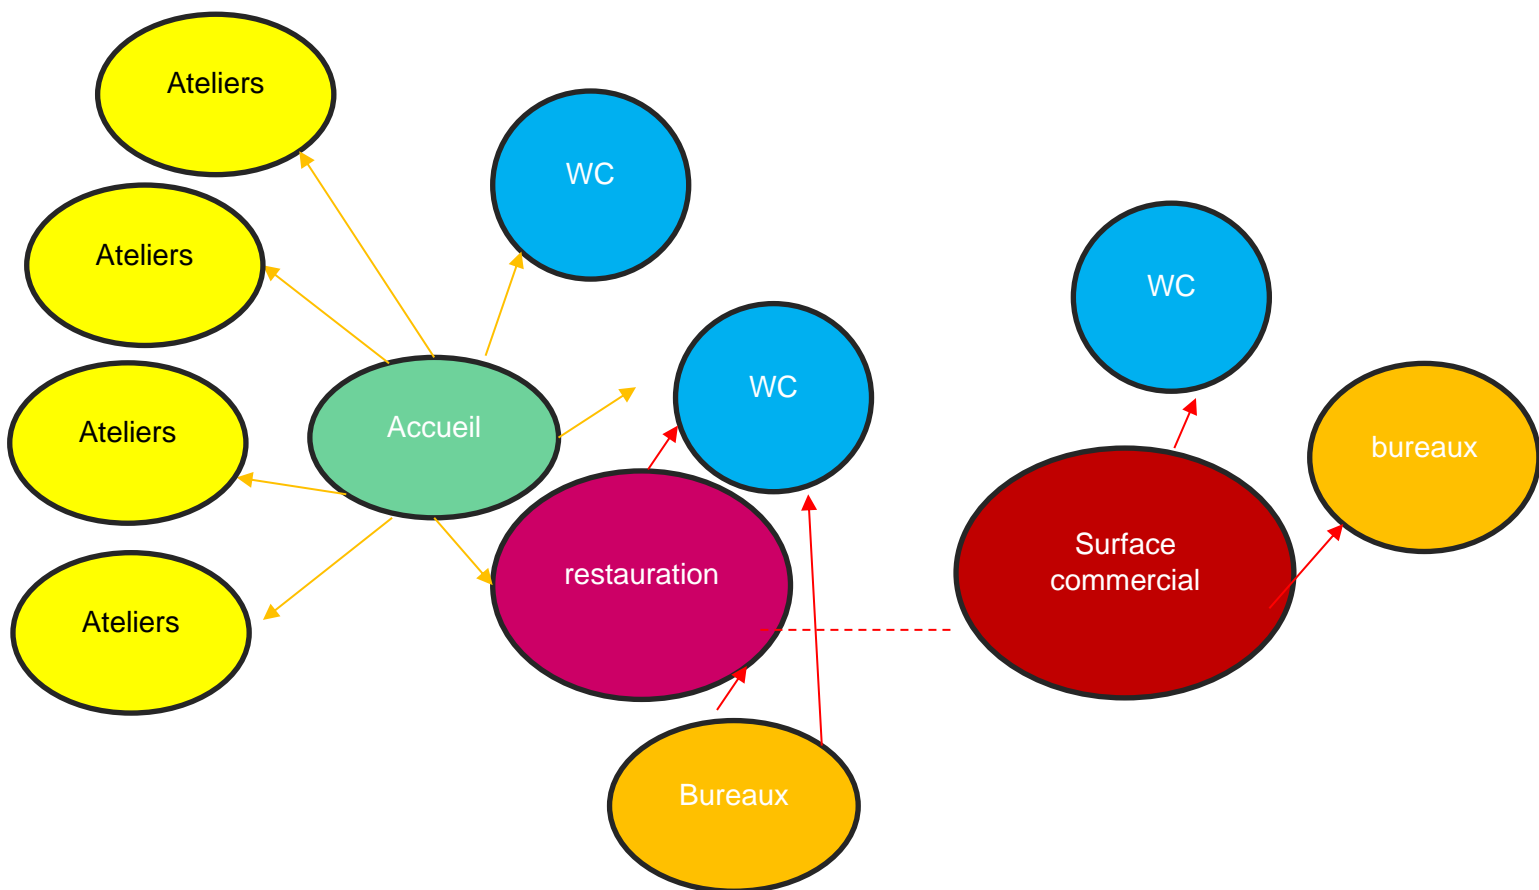 Ateliers
WC
Ateliers
WC
WC
Ateliers
Accueil
bureaux
restauration
Surface
commercial
Ateliers
Bureaux